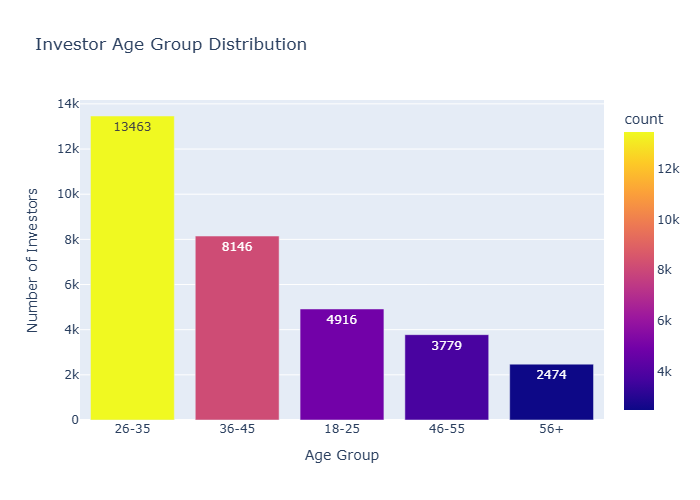 Investor Age Group Distribution
count
14k
12k
10k
8k
6k
4k
2k
0
Number of Investors
13463
8146
4916
3779
2474
26-35
36-45
18-25
46-55
56+
Age Group
12k
10k
8k
6k
4k